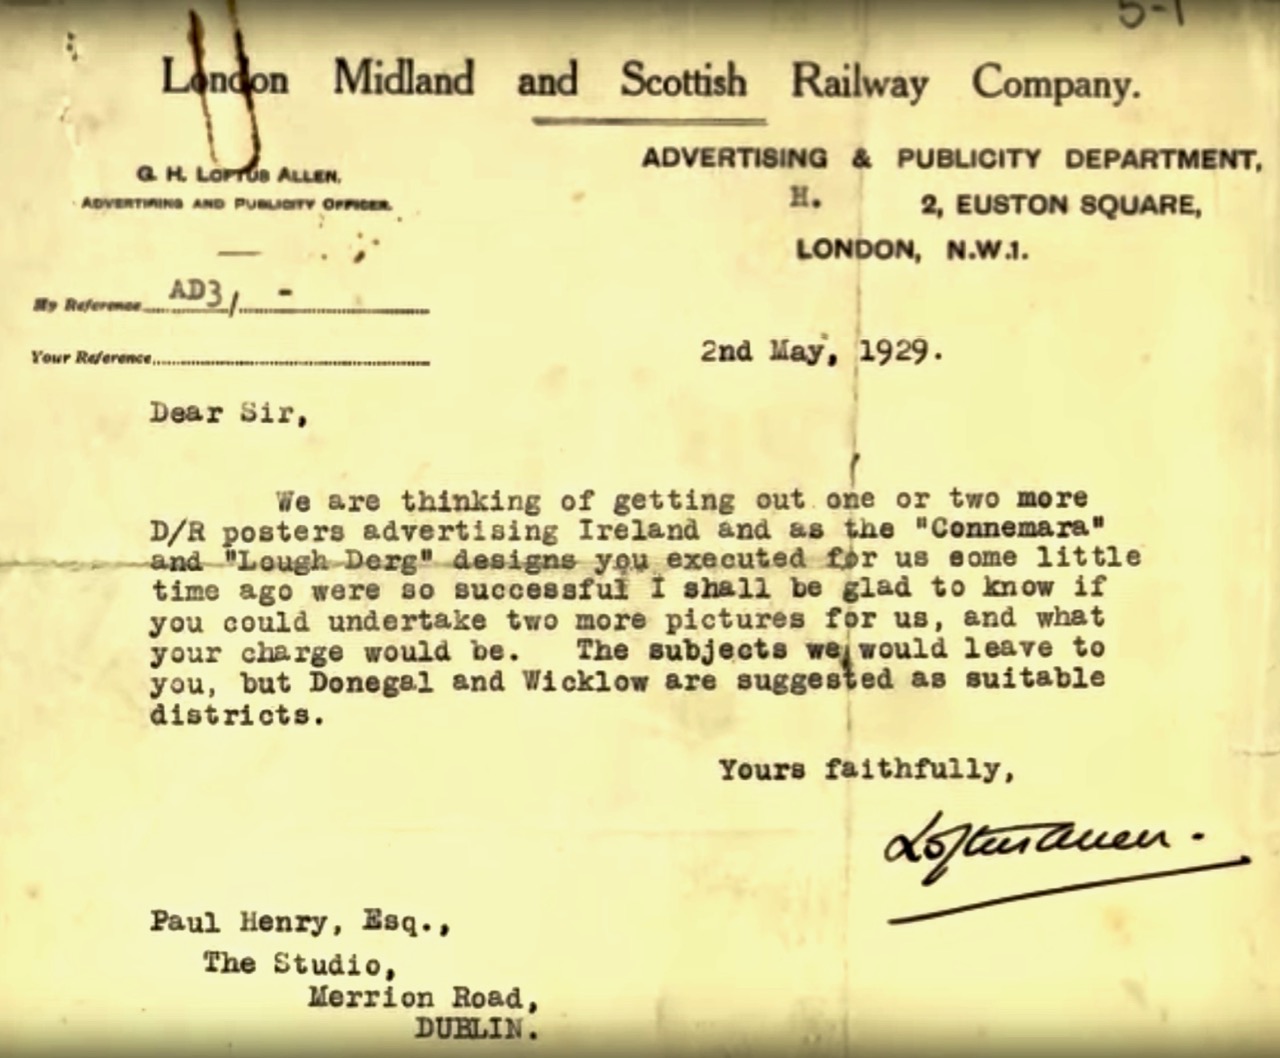 5-1
London Midland and Scottish Railway Company.
G. H. LOFTUS ALLEN,
ADVERTISING AND PUBLICITY OFFICER.
ADVERTISING & PUBLICITY DEPARTMENT,
H. 2, EUSTON SQUARE,
LONDON, N.W.1.
My Reference AD3/ -
Your Reference
2nd May, 1929.
Dear Sir,
We are thinking of getting out one or two more
D/R posters advertising Ireland and as the "Connemara"
and "Lough Derg" designs you executed for us some little
time ago were so successful I shall be glad to know if
you could undertake two more pictures for us, and what
your charge would be. The subjects we would leave to
you, but Donegal and Wicklow are suggested as suitable
districts.
Yours faithfully,
Loftus Allen.
Paul Henry, Esq.,
The Studio,
Merrion Road,
DUBLIN.